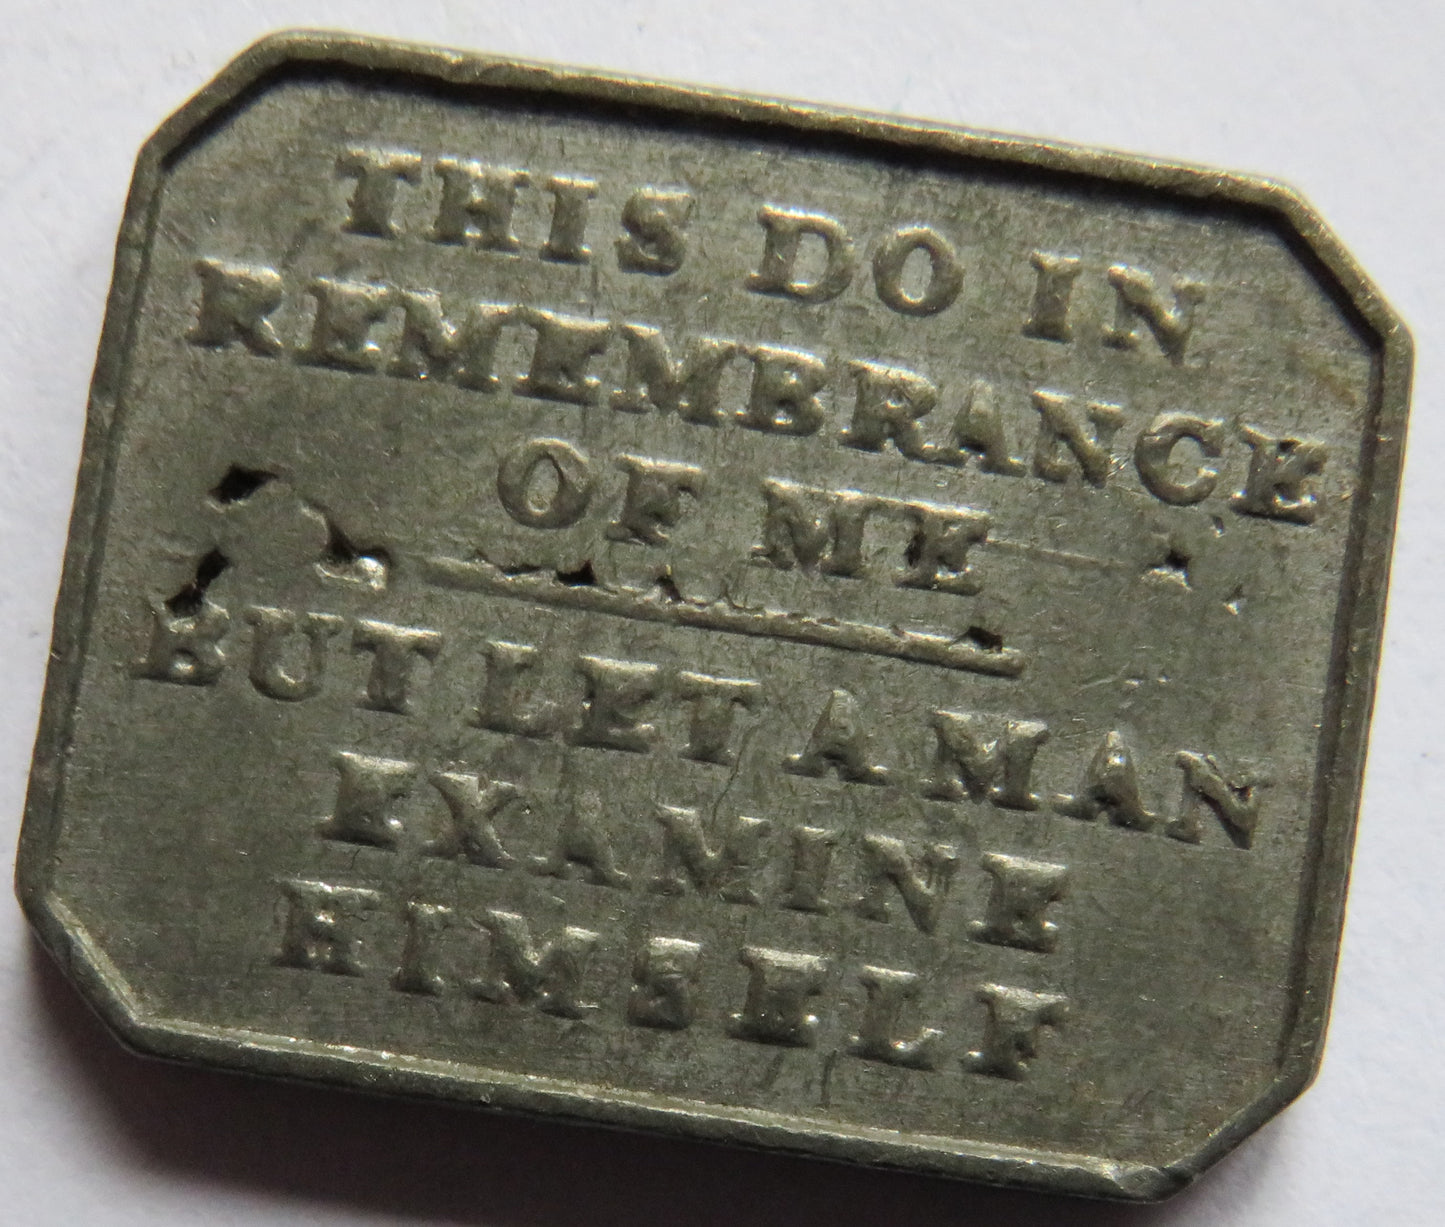 THIS DO IN
REMEMBRANCE
OF ME
BUT LET A MAN
EXAMINE
HIMSELF